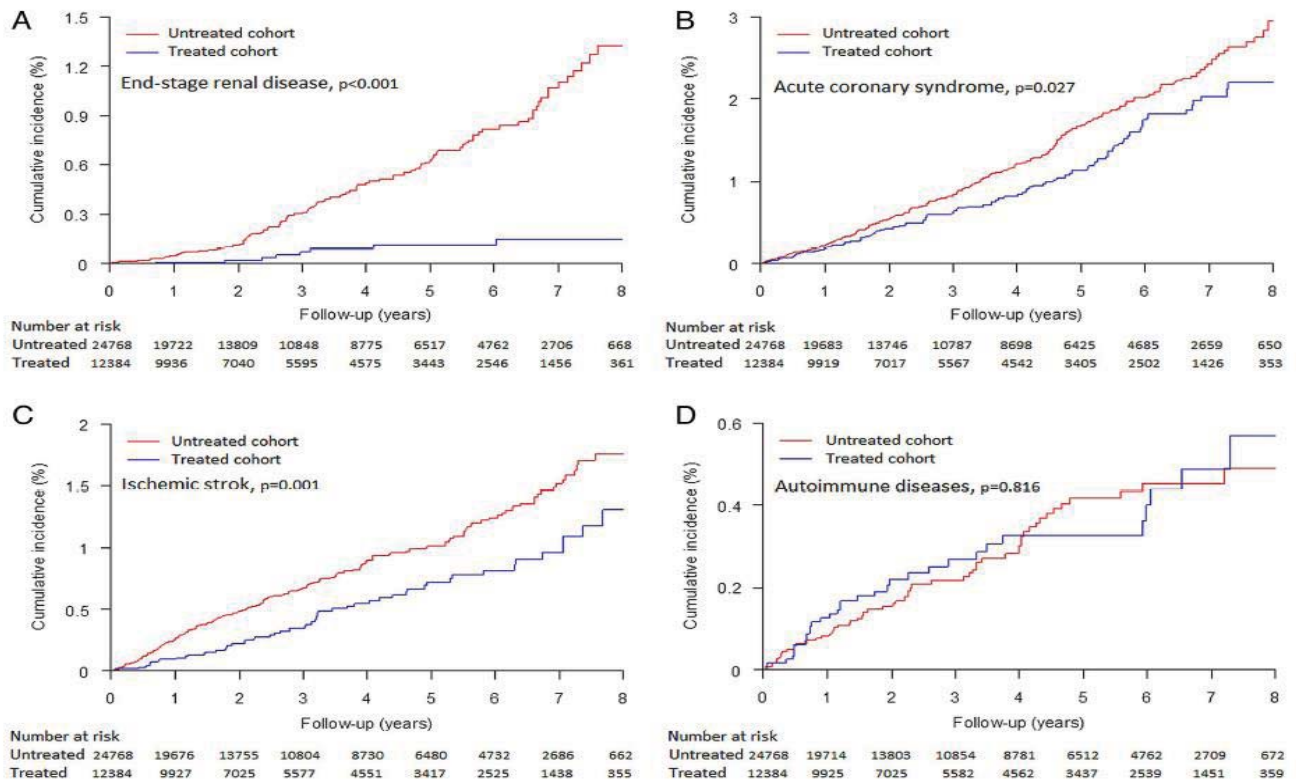 A
1.5
1.2
0.9
0.6
0.3
0
Cumulative incidence (%)
Untreated cohort
Treated cohort
End-stage renal disease, p<0.001
0 1 2 3 4 5 6 7 8
Follow-up (years)
Number at risk
Untreated 24768 19722 13809 10848 8775 6517 4762 2706 668
Treated 12384 9936 7040 5595 4575 3443 2546 1456 361
B
3
2
1
0
Cumulative incidence (%)
Untreated cohort
Treated cohort
Acute coronary syndrome, p=0.027
0 1 2 3 4 5 6 7 8
Follow-up (years)
Number at risk
Untreated 24768 19683 13746 10787 8698 6425 4685 2659 650
Treated 12384 9919 7017 5567 4542 3405 2502 1426 353
C
2
1.5
1
0.5
0
Cumulative incidence (%)
Untreated cohort
Treated cohort
Ischemic strok, p=0.001
0 1 2 3 4 5 6 7 8
Follow-up (years)
Number at risk
Untreated 24768 19676 13755 10804 8730 6480 4732 2686 662
Treated 12384 9927 7025 5577 4551 3417 2525 1438 355
D
0.6
0.4
0.2
0
Cumulative incidence (%)
Untreated cohort
Treated cohort
Autoimmune diseases, p=0.816
0 1 2 3 4 5 6 7 8
Follow-up (years)
Number at risk
Untreated 24768 19714 13803 10854 8781 6512 4762 2709 672
Treated 12384 9925 7025 5582 4562 3437 2539 1451 359